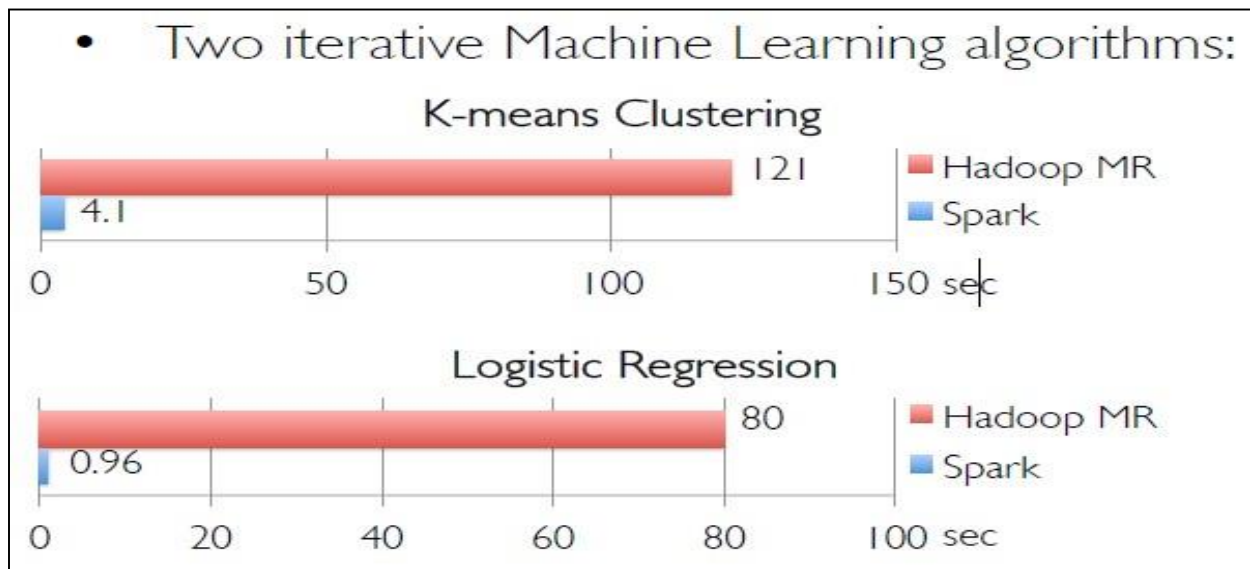 • Two iterative Machine Learning algorithms:
K-means Clustering
121
4.1
Hadoop MR
Spark
0 50 100 150 sec
Logistic Regression
80
0.96
Hadoop MR
Spark
0 20 40 60 80 100 sec